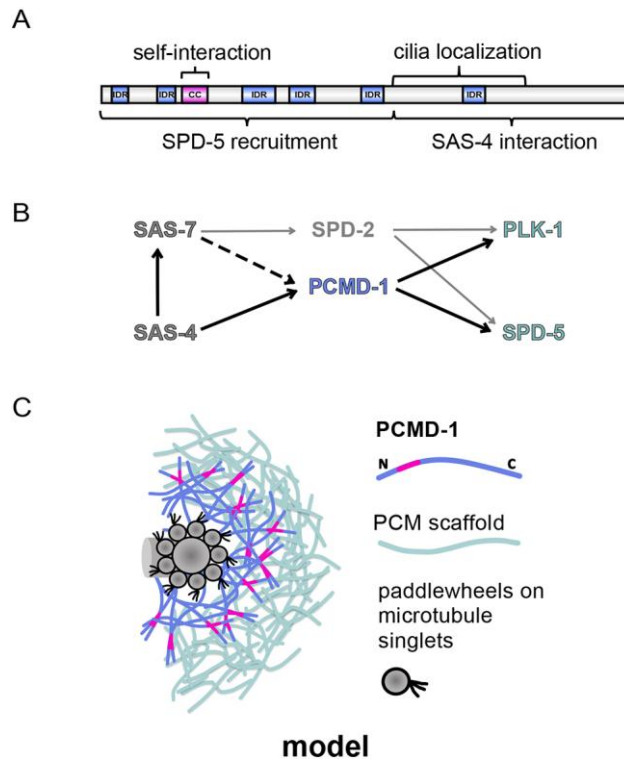 A
self-interaction
cilia localization
IDR IDR CC IDR IDR IDR IDR
SPD-5 recruitment
SAS-4 interaction
B
SAS-7 SPD-2 PLK-1
PCMD-1
SAS-4 SPD-5
C
PCMD-1
N C
PCM scaffold
paddlewheels on
microtubule
singlets
model